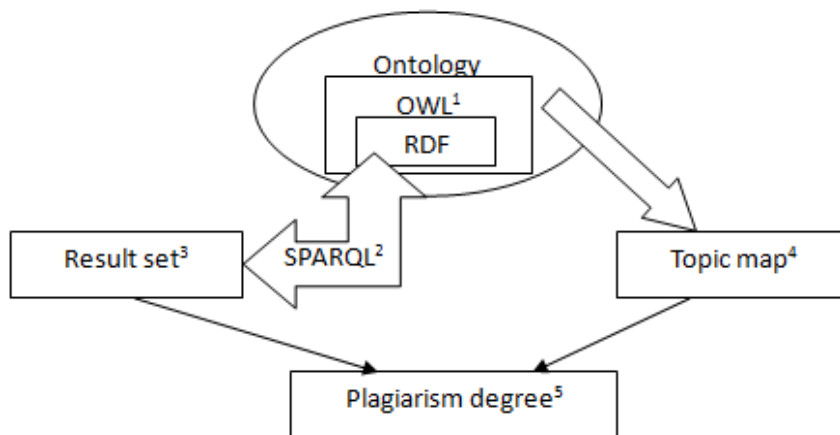 Ontology
OWL¹
RDF
Result set³
SPARQL²
Topic map⁴
Plagiarism degree⁵